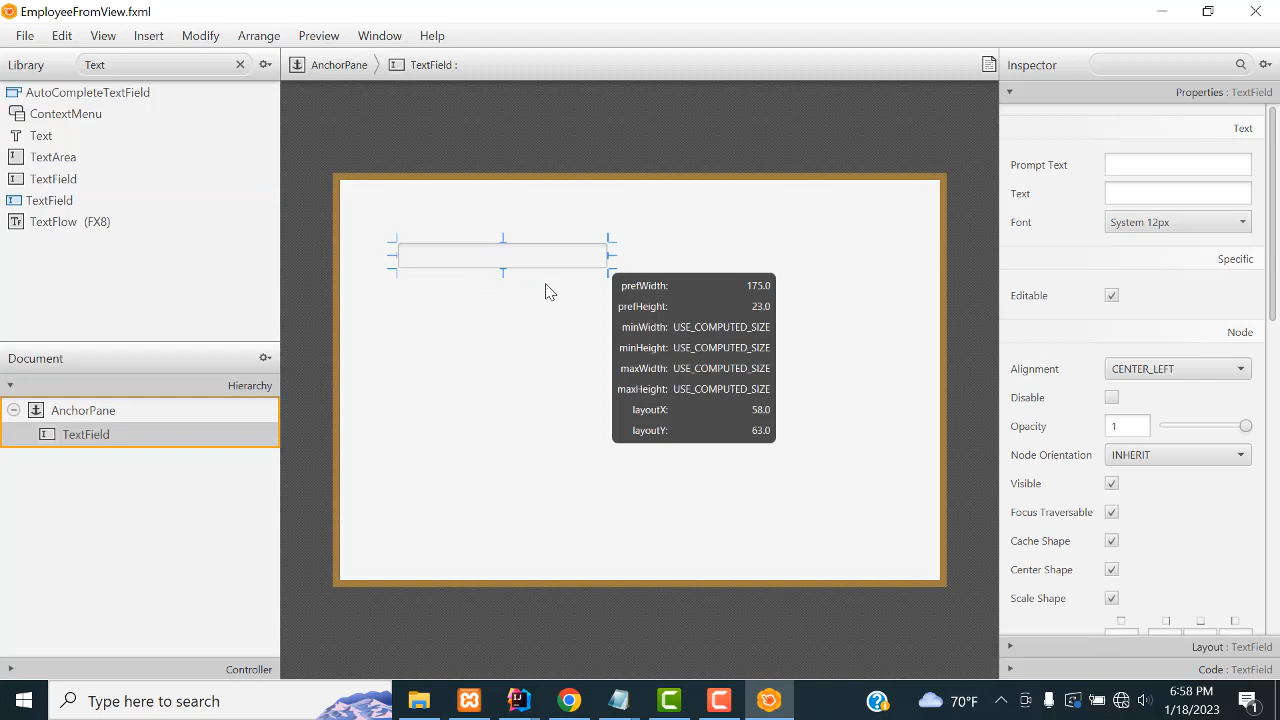 EmployeeFromView.fxml
File Edit View Insert Modify Arrange Preview Window Help
Library Text
AnchorPane TextField :
Inspector
AutoCompleteTextField
ContextMenu
Text
TextArea
TextField
TextField
TextFlow (FX8)
Document
Hierarchy
AnchorPane
TextField
Controller
prefWidth: 175.0
prefHeight: 23.0
minWidth: USE_COMPUTED_SIZE
minHeight: USE_COMPUTED_SIZE
maxWidth: USE_COMPUTED_SIZE
maxHeight: USE_COMPUTED_SIZE
layoutX: 58.0
layoutY: 63.0
Properties : TextField
Text
Prompt Text
Text
Font System 12px
Specific
Editable
Node
Alignment CENTER_LEFT
Disable
Opacity 1
Node Orientation INHERIT
Visible
Focus Traversable
Cache Shape
Center Shape
Scale Shape
Layout : TextField
Code : TextField
Type here to search
70°F
6:58 PM
1/18/2023
1